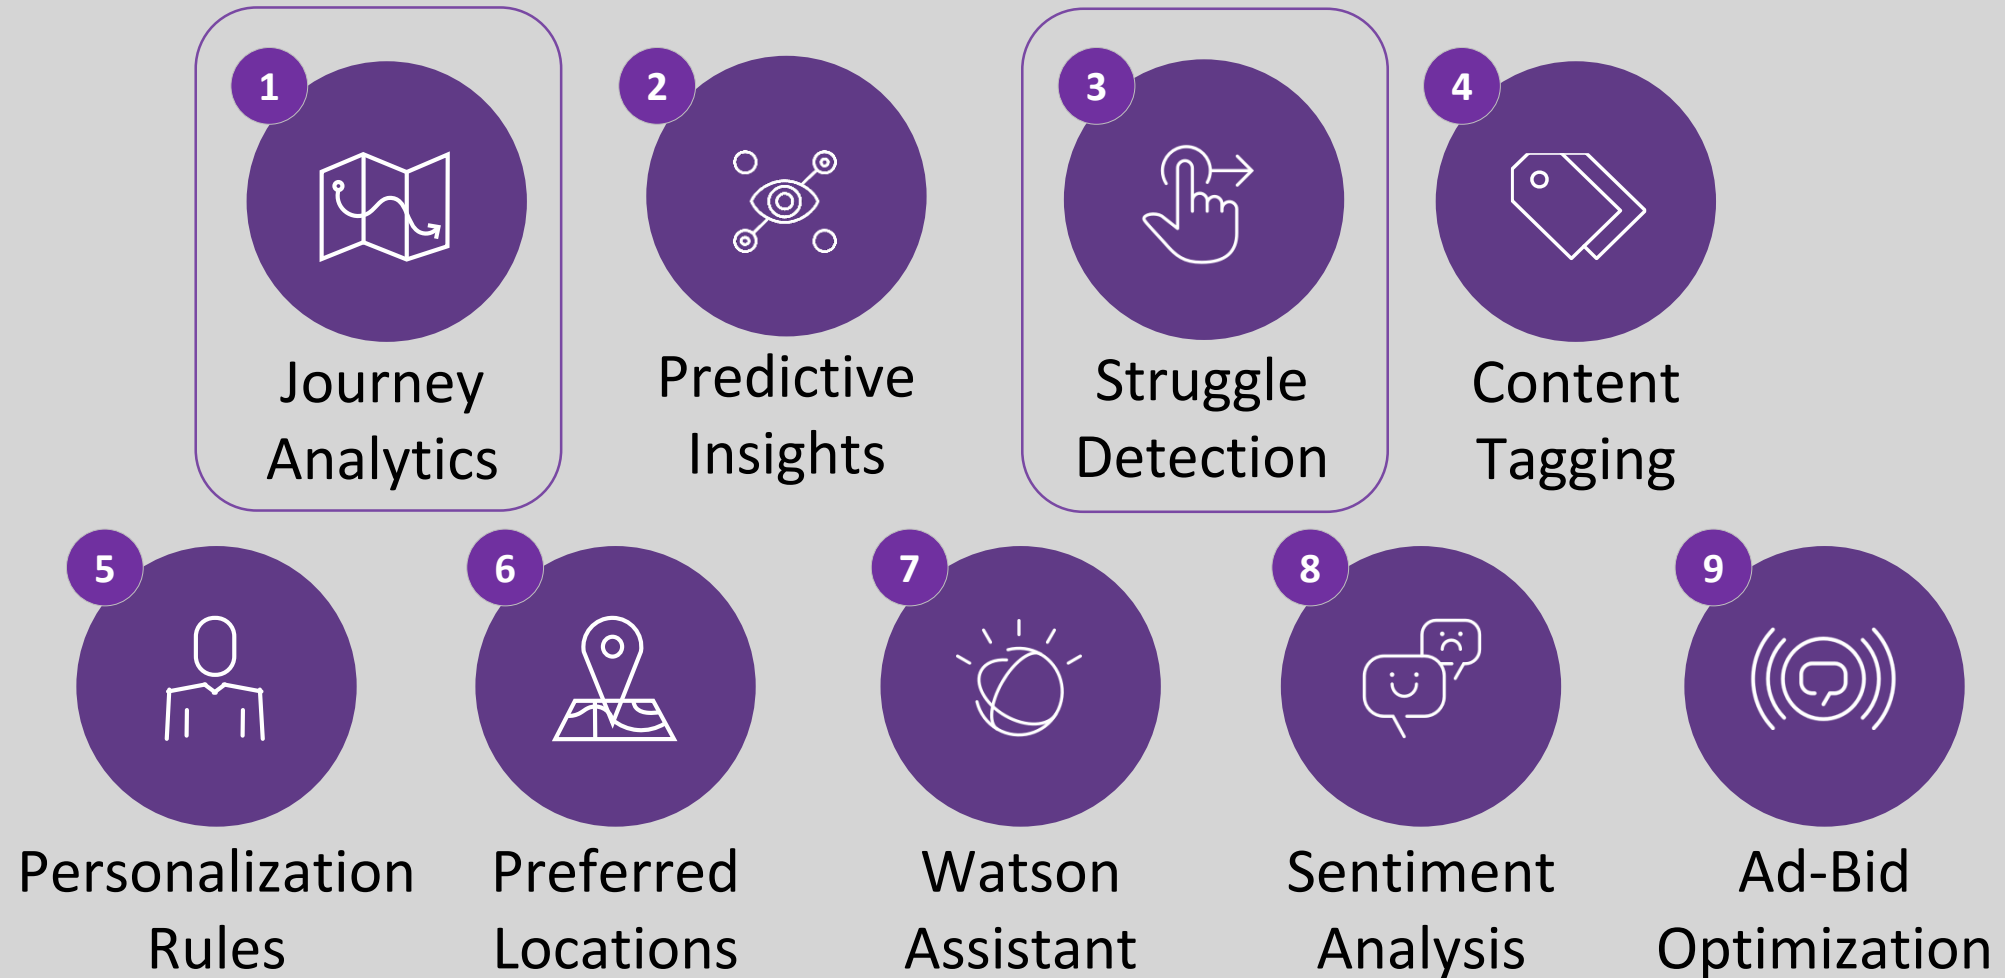 1
Journey
Analytics
2
Predictive
Insights
3
Struggle
Detection
4
Content
Tagging
5
Personalization
Rules
6
Preferred
Locations
7
Watson
Assistant
8
Sentiment
Analysis
9
Ad-Bid
Optimization